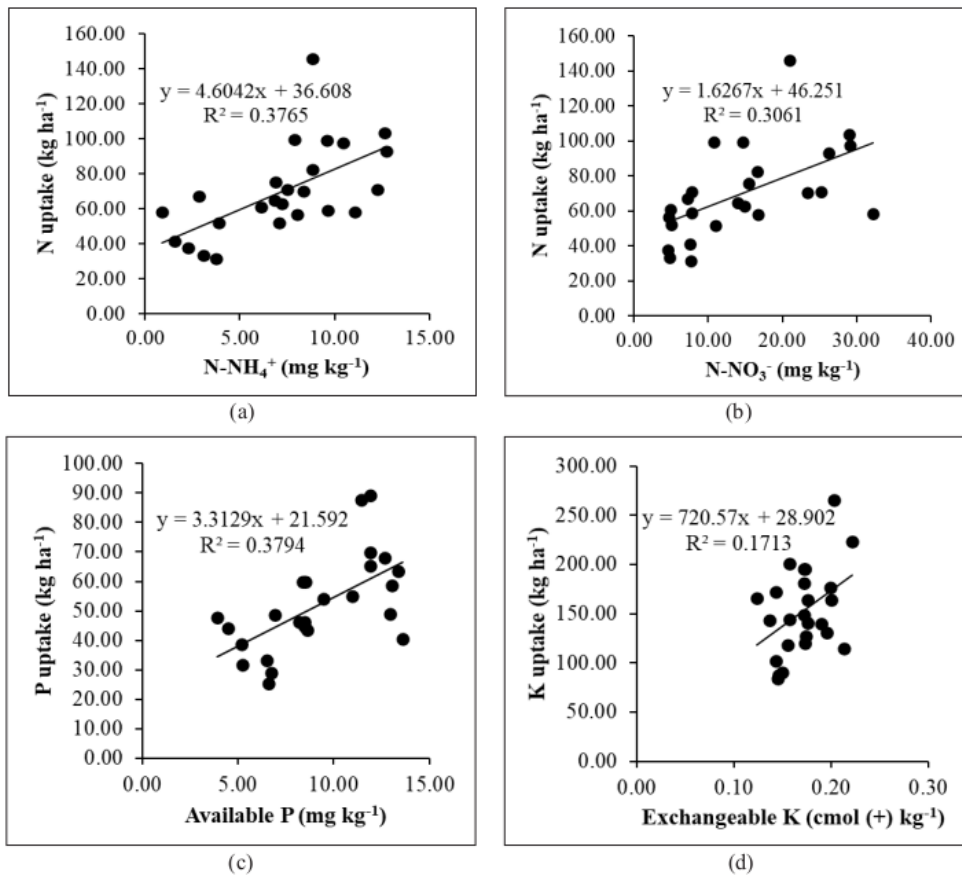 160.00
140.00
120.00
100.00
80.00
60.00
40.00
20.00
0.00
N uptake (kg ha⁻¹)
y = 4.6042x + 36.608
R² = 0.3765
0.00 5.00 10.00 15.00
N-NH₄⁺ (mg kg⁻¹)
(a)
160.00
140.00
120.00
100.00
80.00
60.00
40.00
20.00
0.00
N uptake (kg ha⁻¹)
y = 1.6267x + 46.251
R² = 0.3061
0.00 10.00 20.00 30.00 40.00
N-NO₃⁻ (mg kg⁻¹)
(b)
100.00
90.00
80.00
70.00
60.00
50.00
40.00
30.00
20.00
10.00
0.00
P uptake (kg ha⁻¹)
y = 3.3129x + 21.592
R² = 0.3794
0.00 5.00 10.00 15.00
Available P (mg kg⁻¹)
(c)
300.00
250.00
200.00
150.00
100.00
50.00
0.00
K uptake (kg ha⁻¹)
y = 720.57x + 28.902
R² = 0.1713
0.00 0.10 0.20 0.30
Exchangeable K (cmol (+) kg⁻¹)
(d)